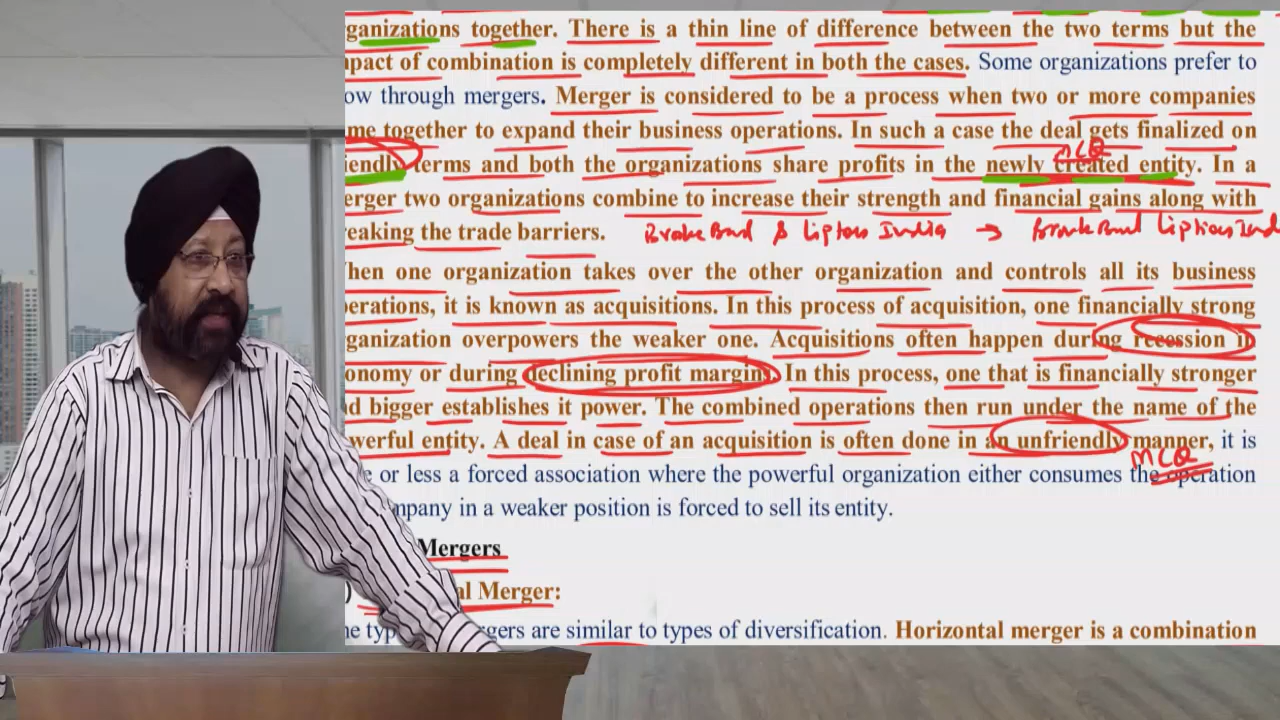 ganizations together. There is a thin line of difference between the two terms but the
pact of combination is completely different in both the cases. Some organizations prefer to
ow through mergers. Merger is considered to be a process when two or more companies
me together to expand their business operations. In such a case the deal gets finalized on
iendly terms and both the organizations share profits in the newly created entity. In a
MCQ
erger two organizations combine to increase their strength and financial gains along with
reaking the trade barriers. Broke Bond & Liptons India → Brooke Bond Liptions Ind
hen one organization takes over the other organization and controls all its business
perations, it is known as acquisitions. In this process of acquisition, one financially strong
ganization overpowers the weaker one. Acquisitions often happen during recession i
onomy or during declining profit margins. In this process, one that is financially stronger
d bigger establishes it power. The combined operations then run under the name of the
werful entity. A deal in case of an acquisition is often done in an unfriendly manner, it is
MCQ
e or less a forced association where the powerful organization either consumes the operation
mpany in a weaker position is forced to sell its entity.
Mergers
) al Merger:
he typ gers are similar to types of diversification. Horizontal merger is a combination